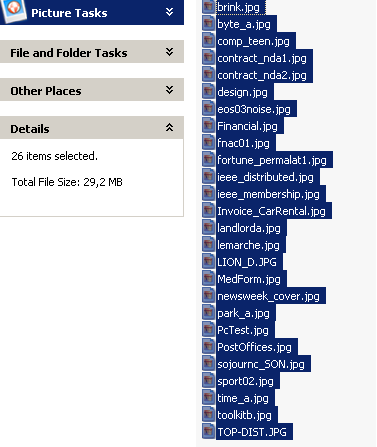 Picture Tasks
File and Folder Tasks
Other Places
Details
26 items selected.
Total File Size: 29,2 MB
brink.jpg
byte_a.jpg
comp_teen.jpg
contract_nda1.jpg
contract_nda2.jpg
design.jpg
eos03noise.jpg
Financial.jpg
fnac01.jpg
fortune_permalat1.jpg
ieee_distributed.jpg
ieee_membership.jpg
Invoice_CarRental.jpg
landlorda.jpg
lemarche.jpg
LION_D.JPG
MedForm.jpg
newsweek_cover.jpg
park_a.jpg
PcTest.jpg
PostOffices.jpg
sojournc_SON.jpg
sport02.jpg
time_a.jpg
toolkitb.jpg
TOP-DIST.JPG